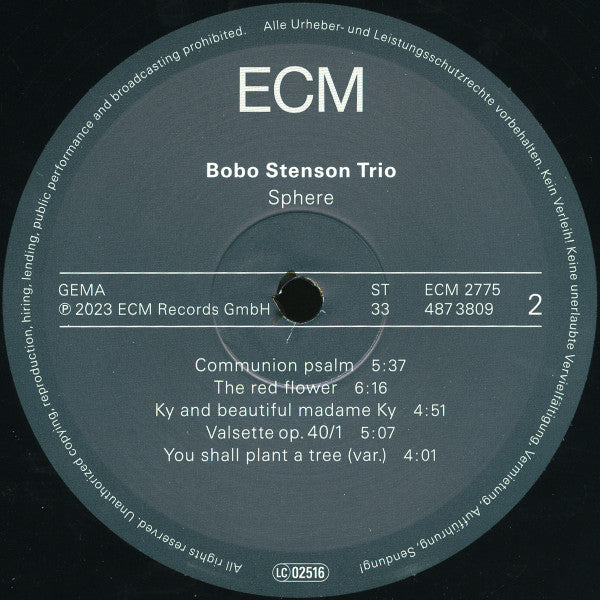 ECM
Bobo Stenson Trio
Sphere
GEMA ST ECM 2775
℗ 2023 ECM Records GmbH 33 487 3809 2
Communion psalm 5:37
The red flower 6:16
Ky and beautiful madame Ky 4:51
Valsette op. 40/1 5:07
You shall plant a tree (var.) 4:01
Alle Urheber- und Leistungsschutzrechte vorbehalten. Kein Verleih! Keine unerlaubte Vervielfältigung, Vermietung, Aufführung, Sendung!
All rights reserved. Unauthorized copying, reproduction, hiring, lending, public performance and broadcasting prohibited.
LC 02516